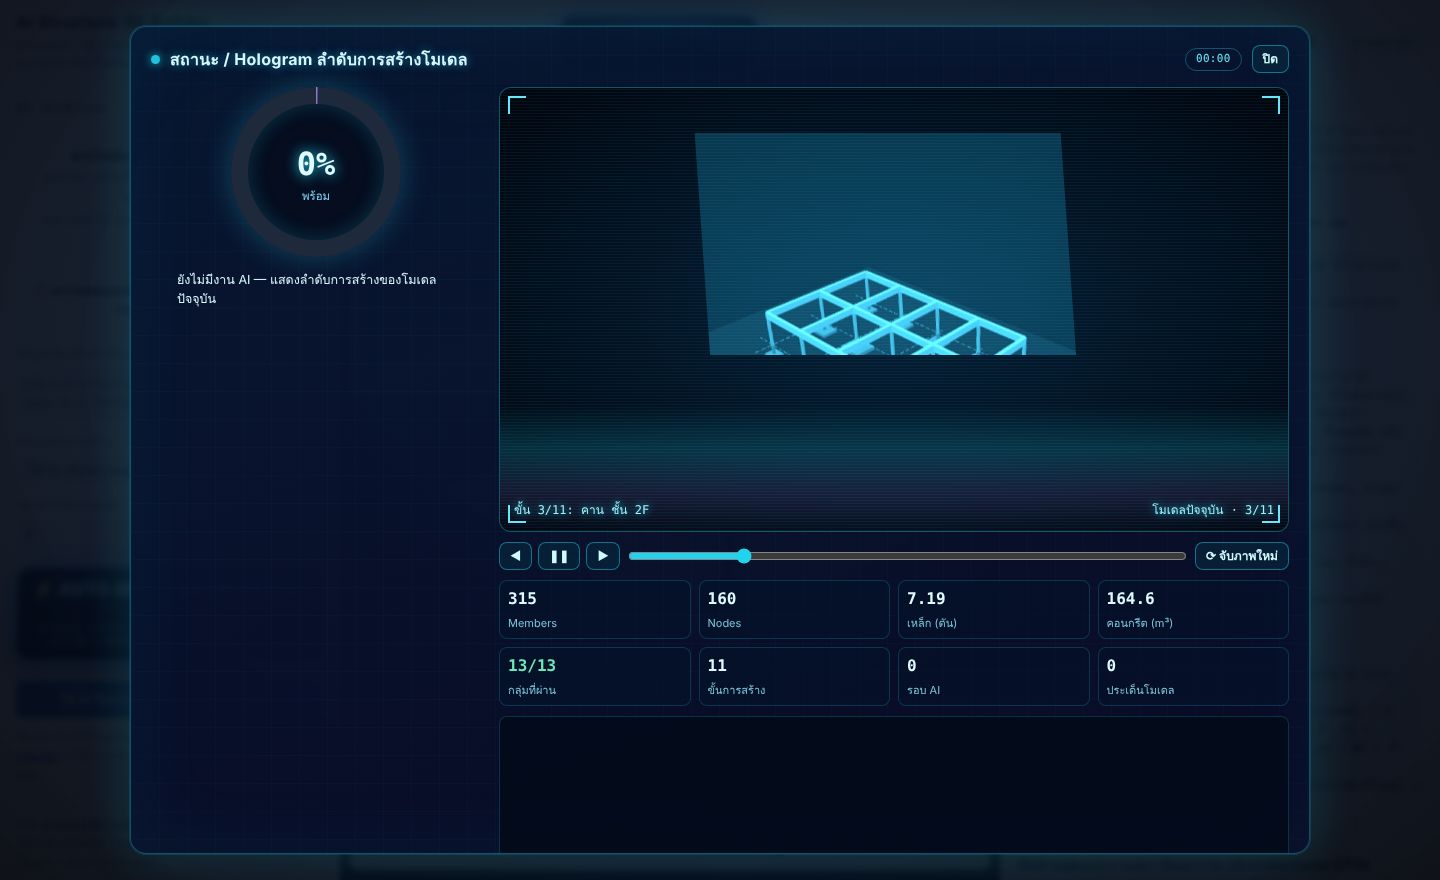 สถานะ / Hologram ลำดับการสร้างโมเดล
00:00
ปิด
0%
พร้อม
ยังไม่มีงาน AI — แสดงลำดับการสร้างของโมเดล
ปัจจุบัน
ขั้น 3/11: คาน ชั้น 2F
โมเดลปัจจุบัน · 3/11
⟳ จับภาพใหม่
315
Members
160
Nodes
7.19
เหล็ก (ตัน)
164.6
คอนกรีต (m³)
13/13
กลุ่มที่ผ่าน
11
ขั้นการสร้าง
0
รอบ AI
0
ประเด็นโมเดล